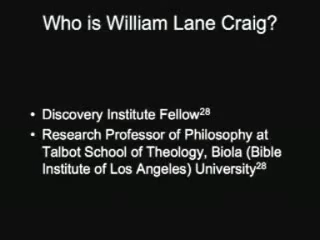 Who is William Lane Craig?
• Discovery Institute Fellow28
• Research Professor of Philosophy at
Talbot School of Theology, Biola (Bible
Institute of Los Angeles) University28